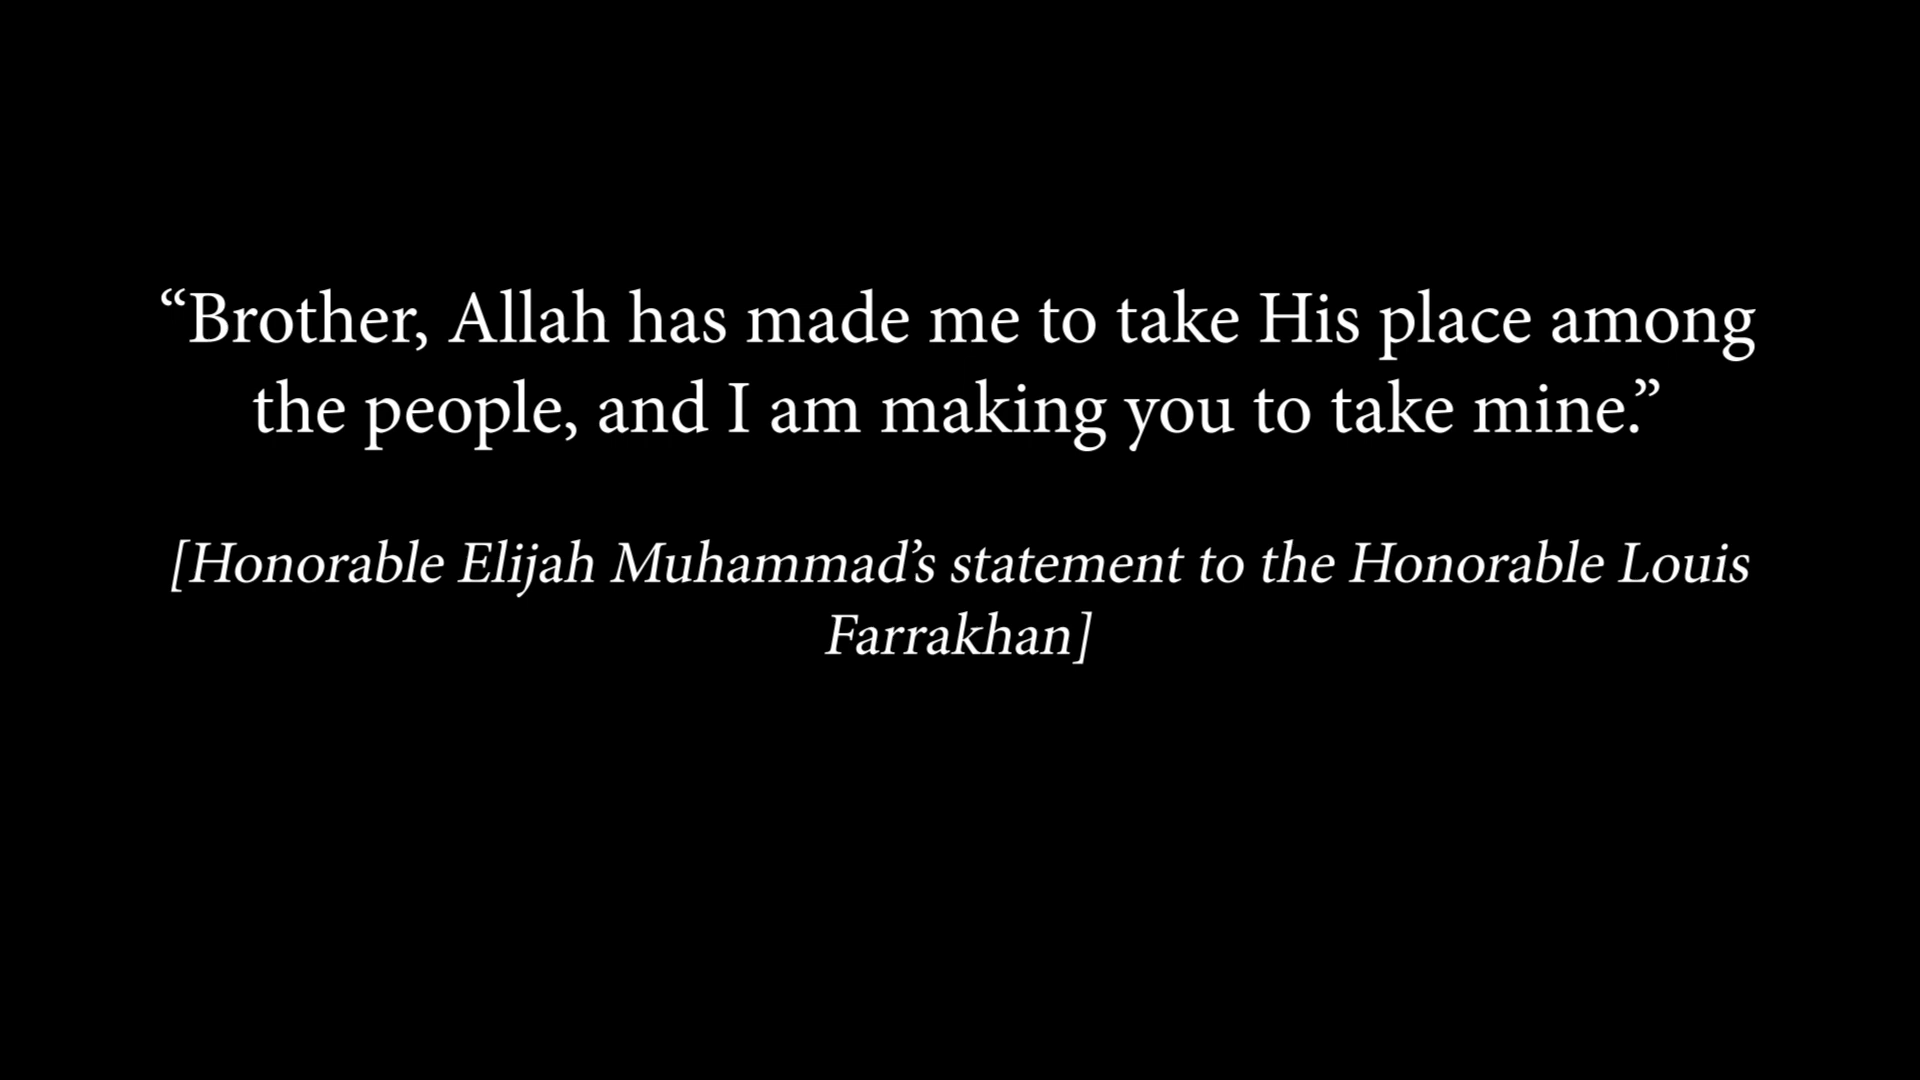 “Brother, Allah has made me to take His place among
the people, and I am making you to take mine.”
[Honorable Elijah Muhammad’s statement to the Honorable Louis
Farrakhan]